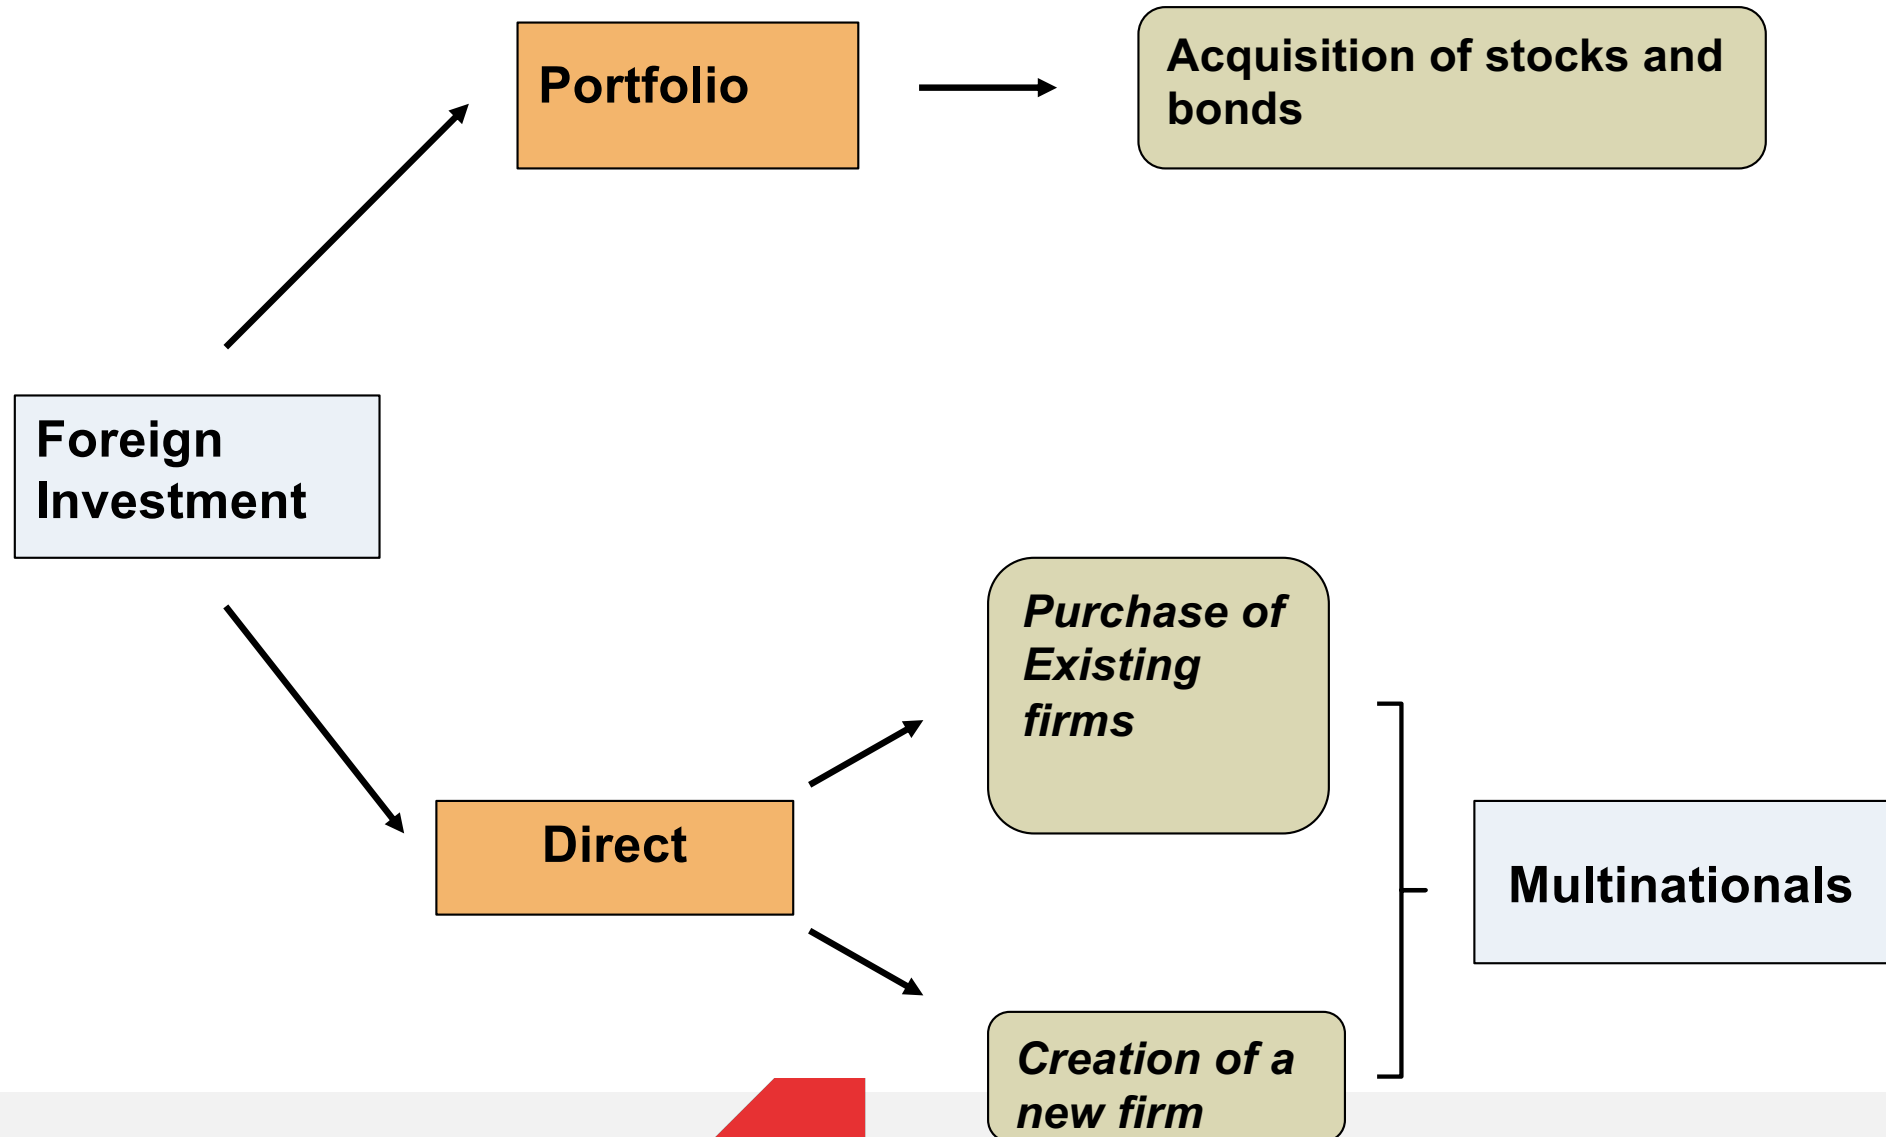 Portfolio
Acquisition of stocks and
bonds
Foreign
Investment
Purchase of
Existing
firms
Direct
Multinationals
Creation of a
new firm